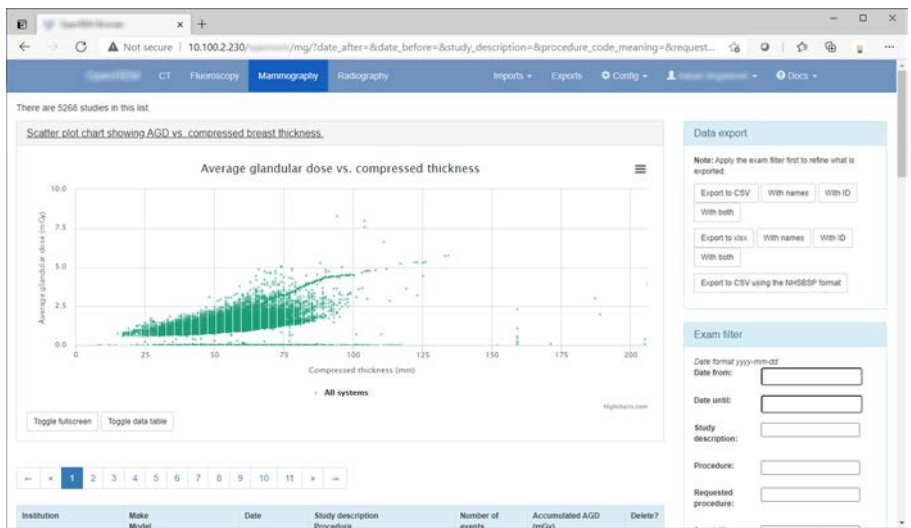 Not secure | 10.100.2.230/ /mg/?date_after=&date_before=&study_description=&procedure_code_meaning=&request...
CT Fluoroscopy Mammography Radiography Imports Exports Config Docs
There are 5268 studies in this list.
Scatter plot chart showing AGD vs. compressed breast thickness.
Average glandular dose vs. compressed thickness
10.0
7.5
5.0
2.5
0.0
Average glandular dose (mGy)
0 25 50 75 100 125 150 175 200
Compressed thickness (mm)
All systems
Highcharts.com
Toggle fullscreen Toggle data table
← « 1 2 3 4 5 6 7 8 9 10 11 » →
Institution Make Date Study description Number of Accumulated AGD Delete?
Model Procedure events (mGy)
Data export
Note: Apply the exam filter first to refine what is
exported
Export to CSV With names With ID
With both
Export to xlsx With names With ID
With both
Export to CSV using the NHSBSP format
Exam filter
Date format yyyy-mm-dd
Date from:
Date until:
Study
description:
Procedure:
Requested
procedure: